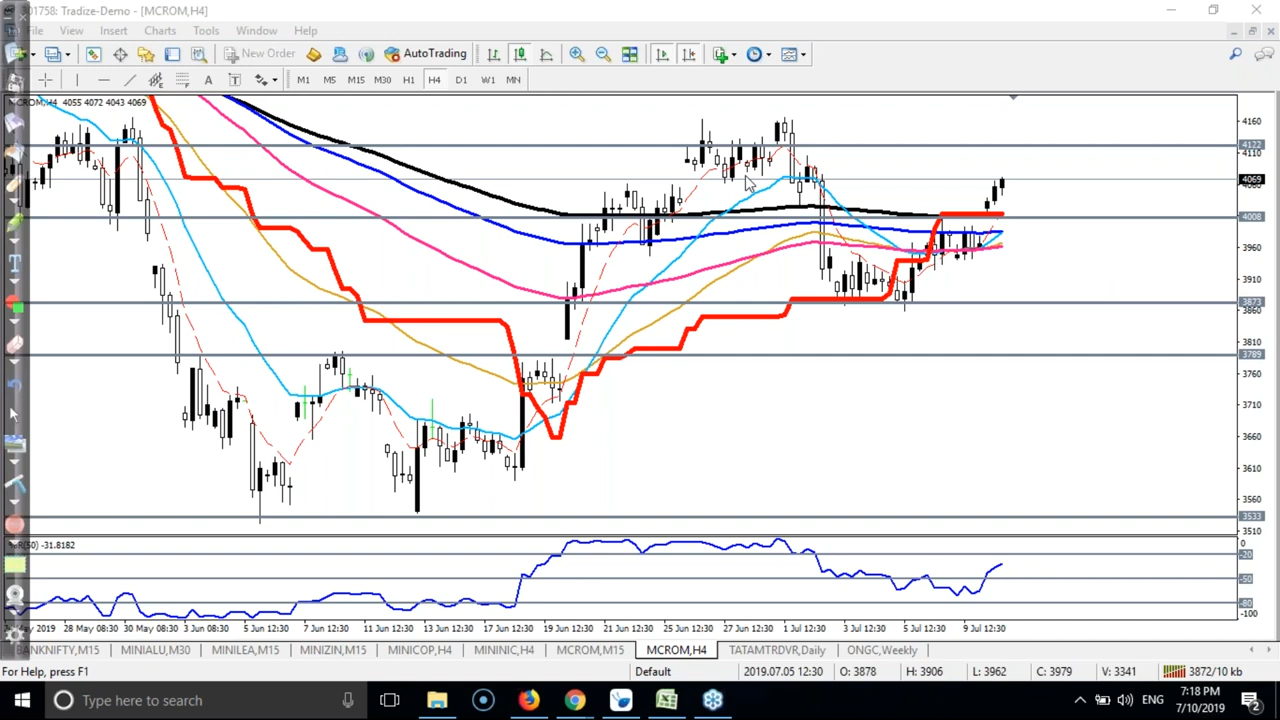 301758: Tradize-Demo - [MCROM,H4]
File View Insert Charts Tools Window Help
New Order AutoTrading
A T M1 M5 M15 M30 H1 H4 D1 W1 MN
MCROM,H4 4055 4072 4043 4069
4160
4122
4110
4069
4008
3960
3910
3873
3860
3810
3789
3760
3710
3660
3610
3560
3533
3510
%R(50) -31.8182
0
-20
-50
-80
-100
28 May 08:30 30 May 08:30 3 Jun 08:30 5 Jun 12:30 7 Jun 12:30 11 Jun 12:30 13 Jun 12:30 17 Jun 12:30 19 Jun 12:30 21 Jun 12:30 25 Jun 12:30 27 Jun 12:30 1 Jul 12:30 3 Jul 12:30 5 Jul 12:30 9 Jul 12:30
BANKNIFTY,M15 MINIALU,M30 MINILEA,M15 MINIZIN,M15 MINICOP,H4 MININIC,H4 MCROM,M15 MCROM,H4 TATAMTRDVR,Daily ONGC,Weekly
For Help, press F1 Default 2019.07.05 12:30 O: 3878 H: 3906 L: 3962 C: 3979 V: 3341 3872/10 kb
Type here to search ENG 7:18 PM
7/10/2019 2